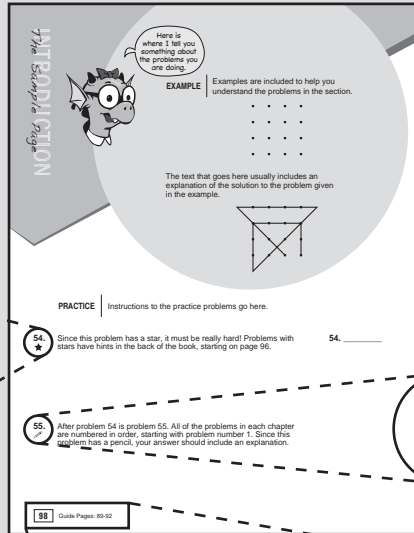 INTRODUCTION
The Sample Page
Here is
where I tell you
something about
the problems you
are doing.
EXAMPLE
Examples are included to help you
understand the problems in the section.
The text that goes here usually includes an
explanation of the solution to the problem given
in the example.
PRACTICE
Instructions to the practice problems go here.
54.
Since this problem has a star, it must be really hard! Problems with
stars have hints in the back of the book, starting on page 96.
54. ________
55.
After problem 54 is problem 55. All of the problems in each chapter
are numbered in order, starting with problem number 1. Since this
problem has a pencil, your answer should include an explanation.
98
Guide Pages: 89-92